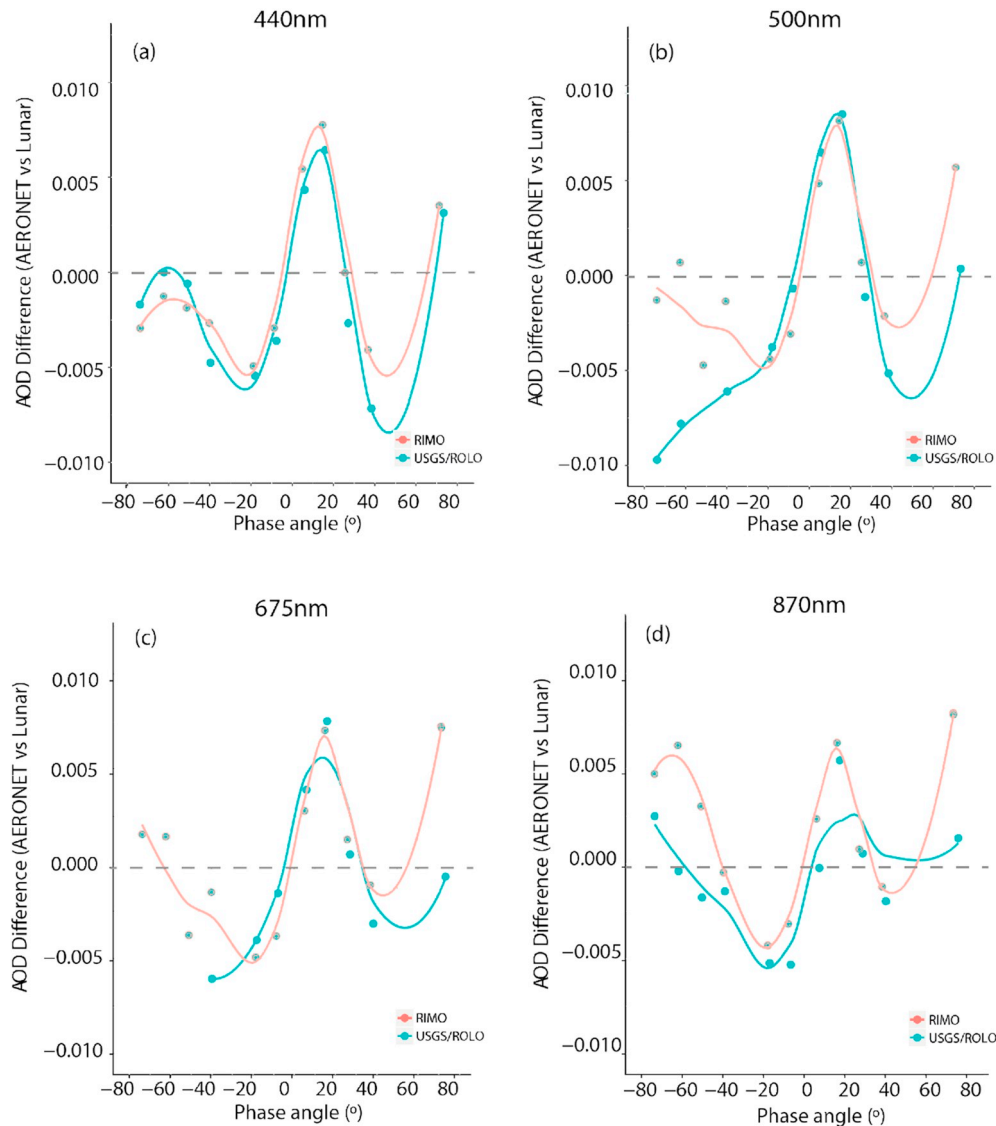 440nm
(a)
AOD Difference (AERONET vs Lunar)
0.010
0.005
0.000
−0.005
−0.010
RIMO
USGS/ROLO
−80 −60 −40 −20 0 20 40 60 80
Phase angle (º)
500nm
(b)
AOD Difference (AERONET vs Lunar)
0.010
0.005
0.000
−0.005
−0.010
RIMO
USGS/ROLO
−80 −60 −40 −20 0 20 40 60 80
Phase angle (º)
675nm
(c)
AOD Difference (AERONET vs Lunar)
0.010
0.005
0.000
−0.005
−0.010
RIMO
USGS/ROLO
−80 −60 −40 −20 0 20 40 60 80
Phase angle (º)
870nm
(d)
AOD Difference (AERONET vs Lunar)
0.010
0.005
0.000
−0.005
−0.010
RIMO
USGS/ROLO
−80 −60 −40 −20 0 20 40 60 80
Phase angle (º)